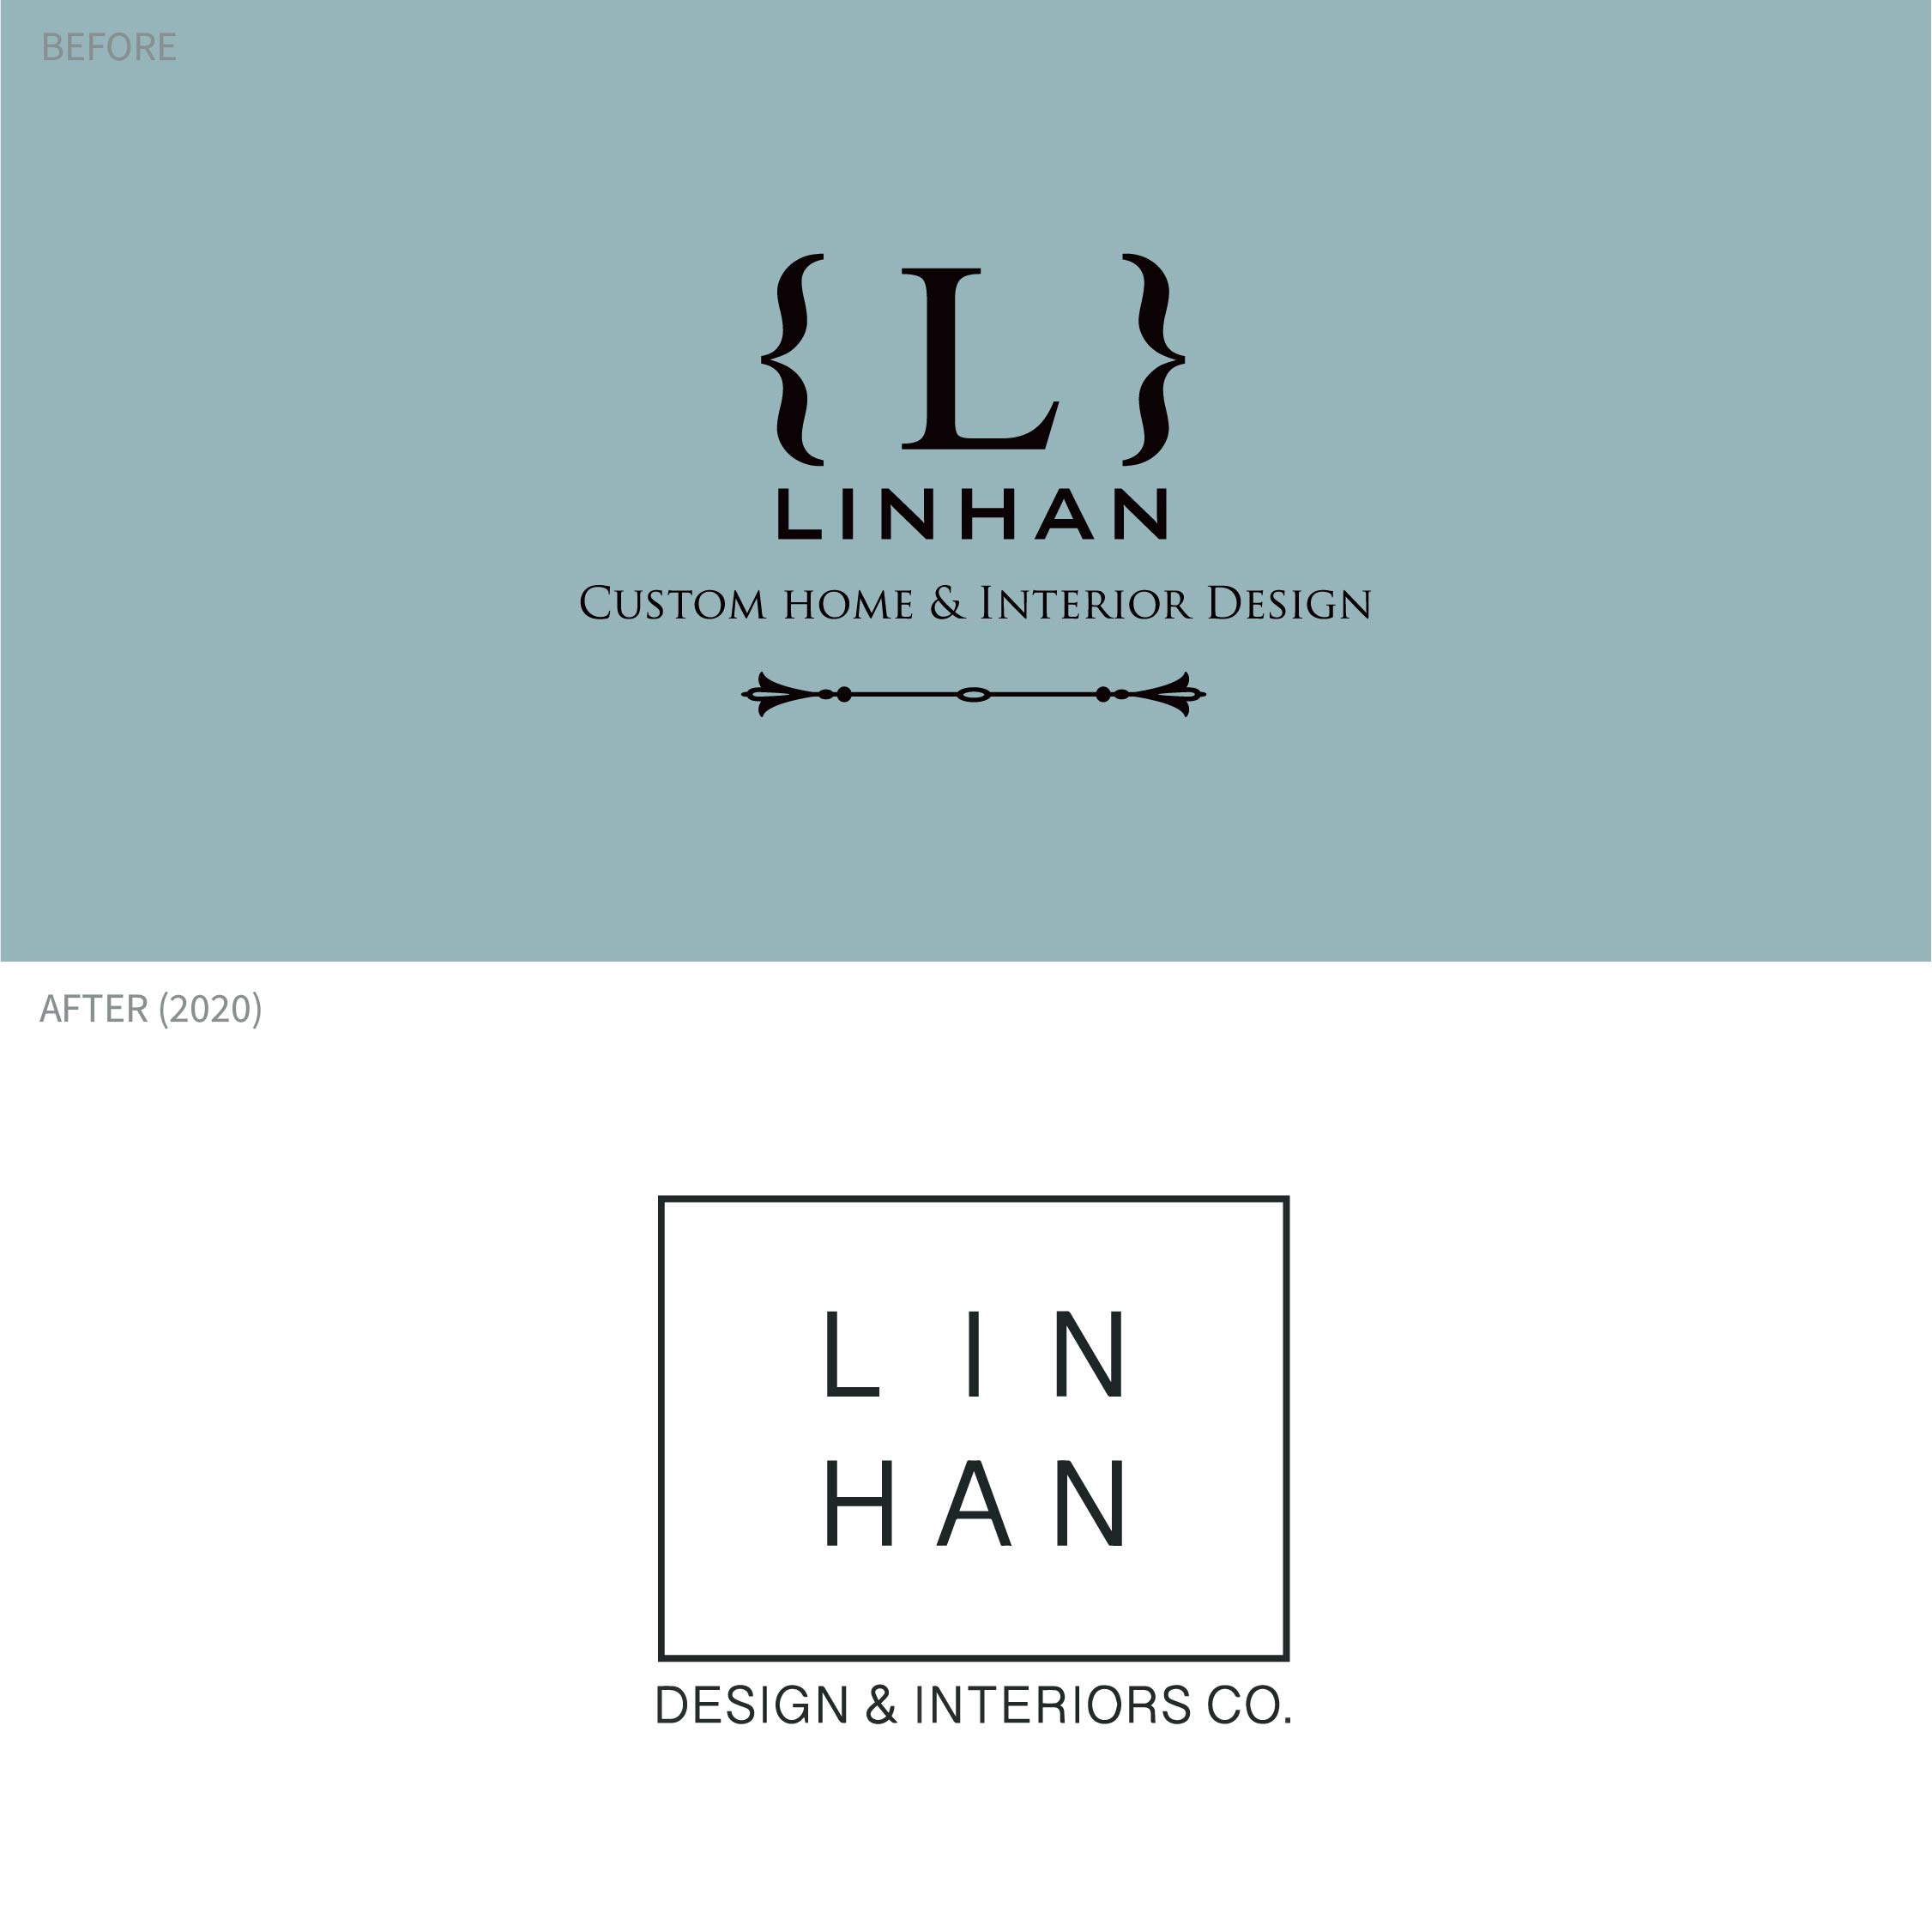 BEFORE
{ L }
LINHAN
Custom home & Interior Design
AFTER (2020)
LIN
HAN
DESIGN & INTERIORS CO.